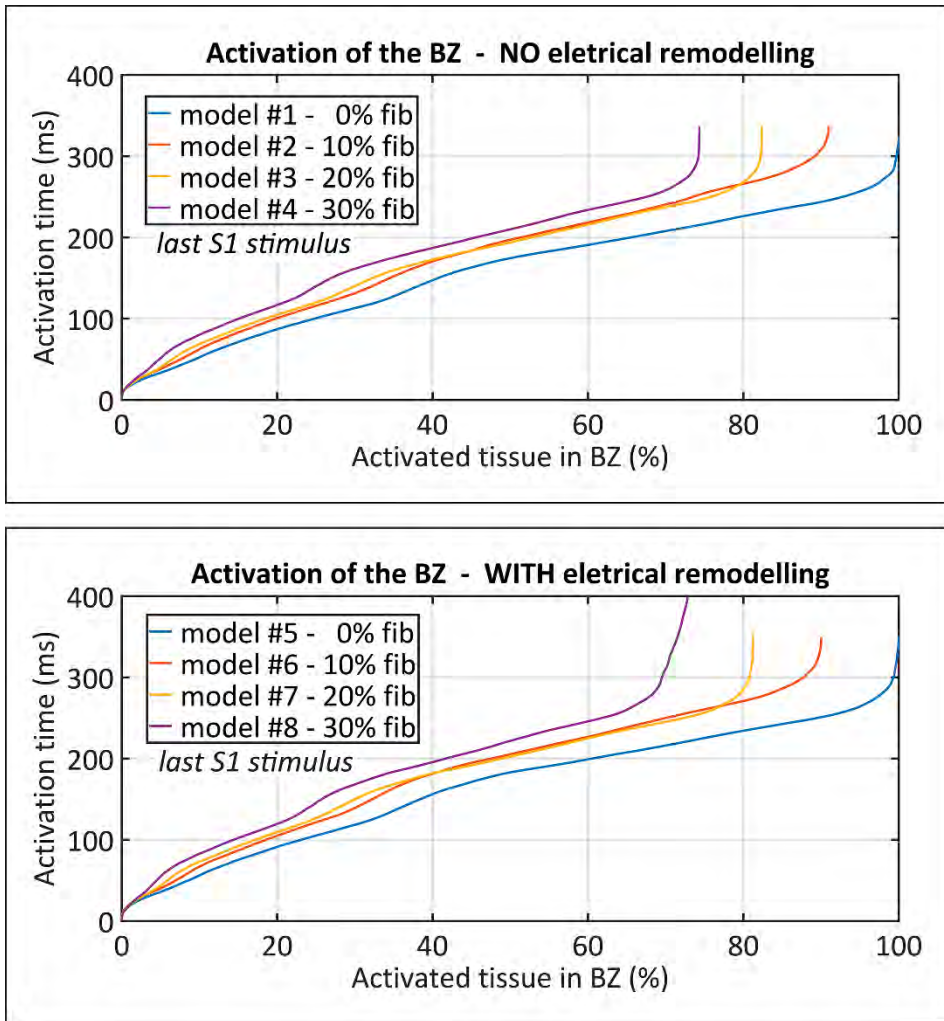 Activation of the BZ - NO eletrical remodelling
400
300
200
100
0
Activation time (ms)
model #1 - 0% fib
model #2 - 10% fib
model #3 - 20% fib
model #4 - 30% fib
last S1 stimulus
0 20 40 60 80 100
Activated tissue in BZ (%)
Activation of the BZ - WITH eletrical remodelling
400
300
200
100
0
Activation time (ms)
model #5 - 0% fib
model #6 - 10% fib
model #7 - 20% fib
model #8 - 30% fib
last S1 stimulus
0 20 40 60 80 100
Activated tissue in BZ (%)